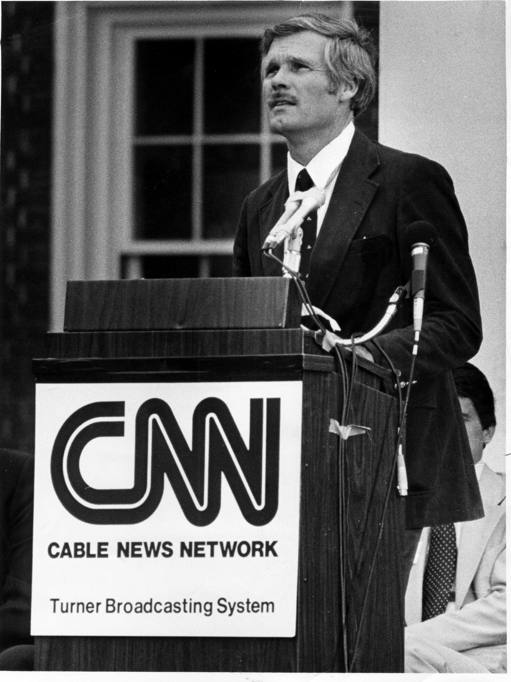 CNN
CABLE NEWS NETWORK
Turner Broadcasting System